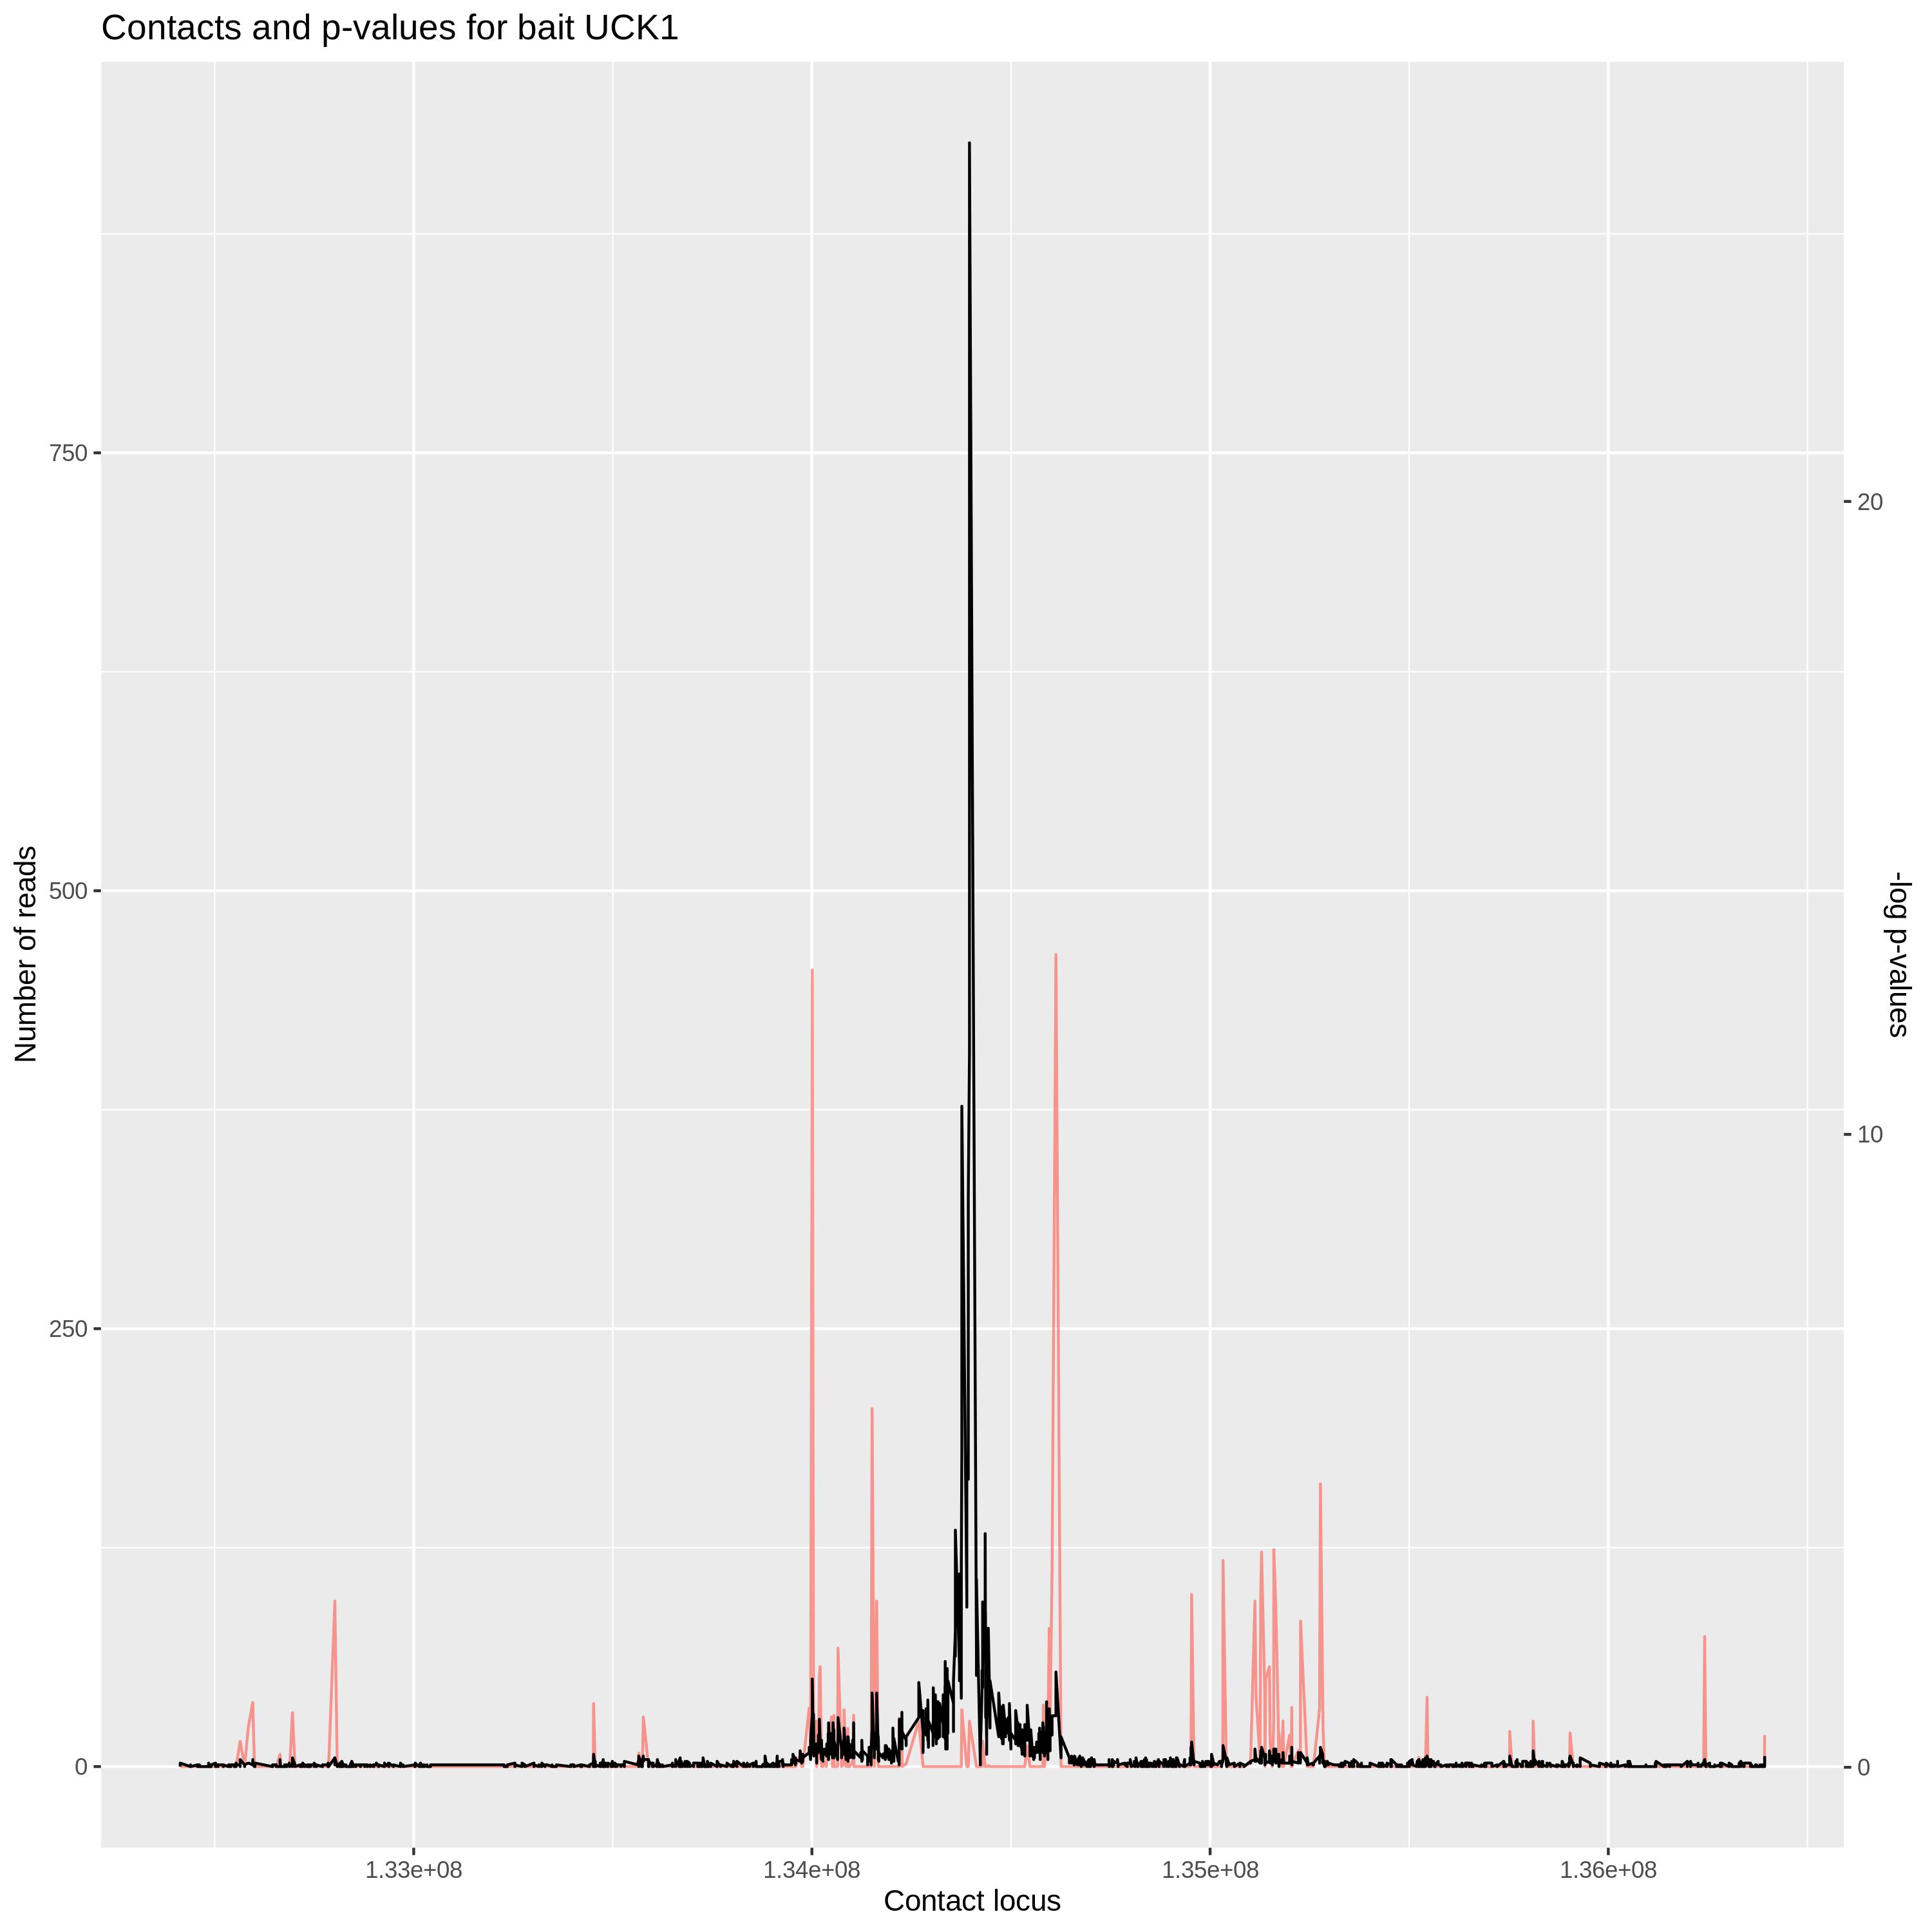 Contacts and p-values for bait UCK1
Number of reads
750
500
250
0
-log p-values
20
10
0
1.33e+08
1.34e+08
1.35e+08
1.36e+08
Contact locus